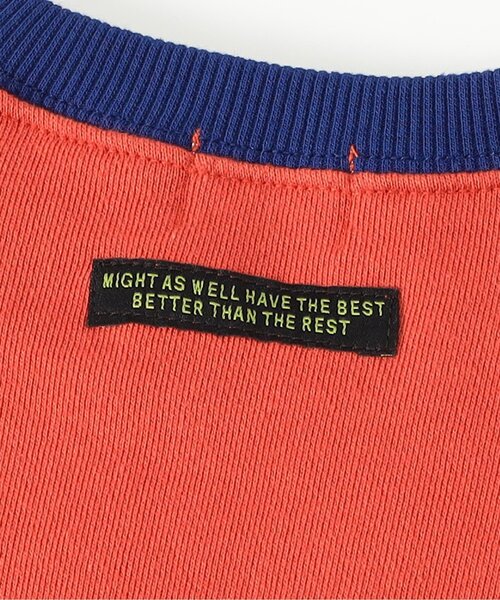 MIGHT AS WELL HAVE THE BEST
BETTER THAN THE REST